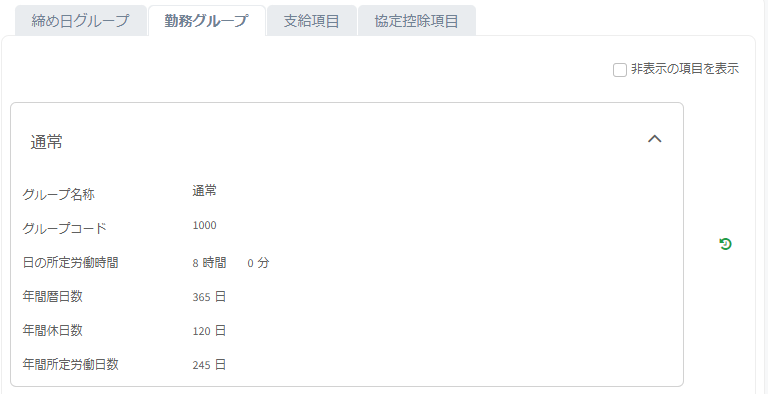 締め日グループ 勤務グループ 支給項目 協定控除項目
非表示の項目を表示
通常
グループ名称 通常
グループコード 1000
日の所定労働時間 8 時間 0 分
年間暦日数 365 日
年間休日数 120 日
年間所定労働日数 245 日